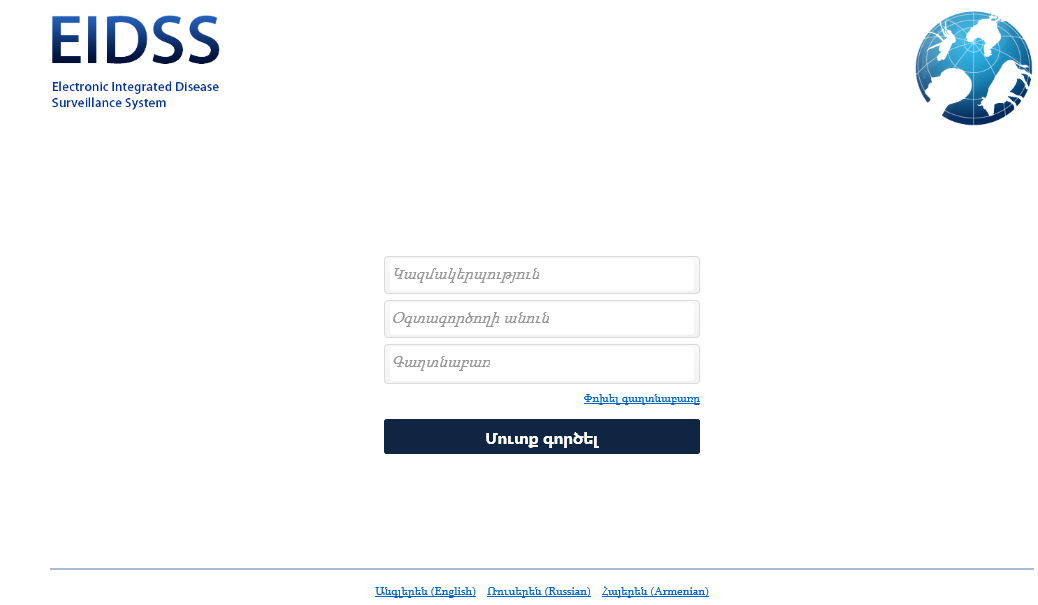 EIDSS
Electronic Integrated Disease
Surveillance System
Կազմակերպություն
Օգտագործողի անուն
Գաղտնաբառ
Փոխել գաղտնաբառը
Մուտք գործել
Անգլերեն (English) Ռուսերեն (Russian) Հայերեն (Armenian)